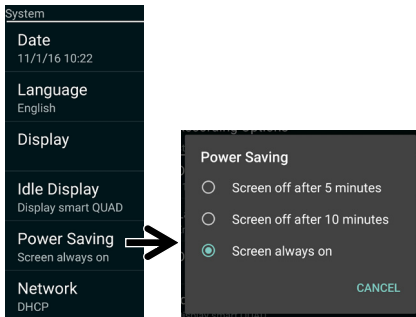 System
Date
11/1/16 10:22
Language
English
Display
Idle Display
Display smart QUAD
Power Saving
Screen always on
Network
DHCP
Power Saving
Screen off after 5 minutes
Screen off after 10 minutes
Screen always on
CANCEL